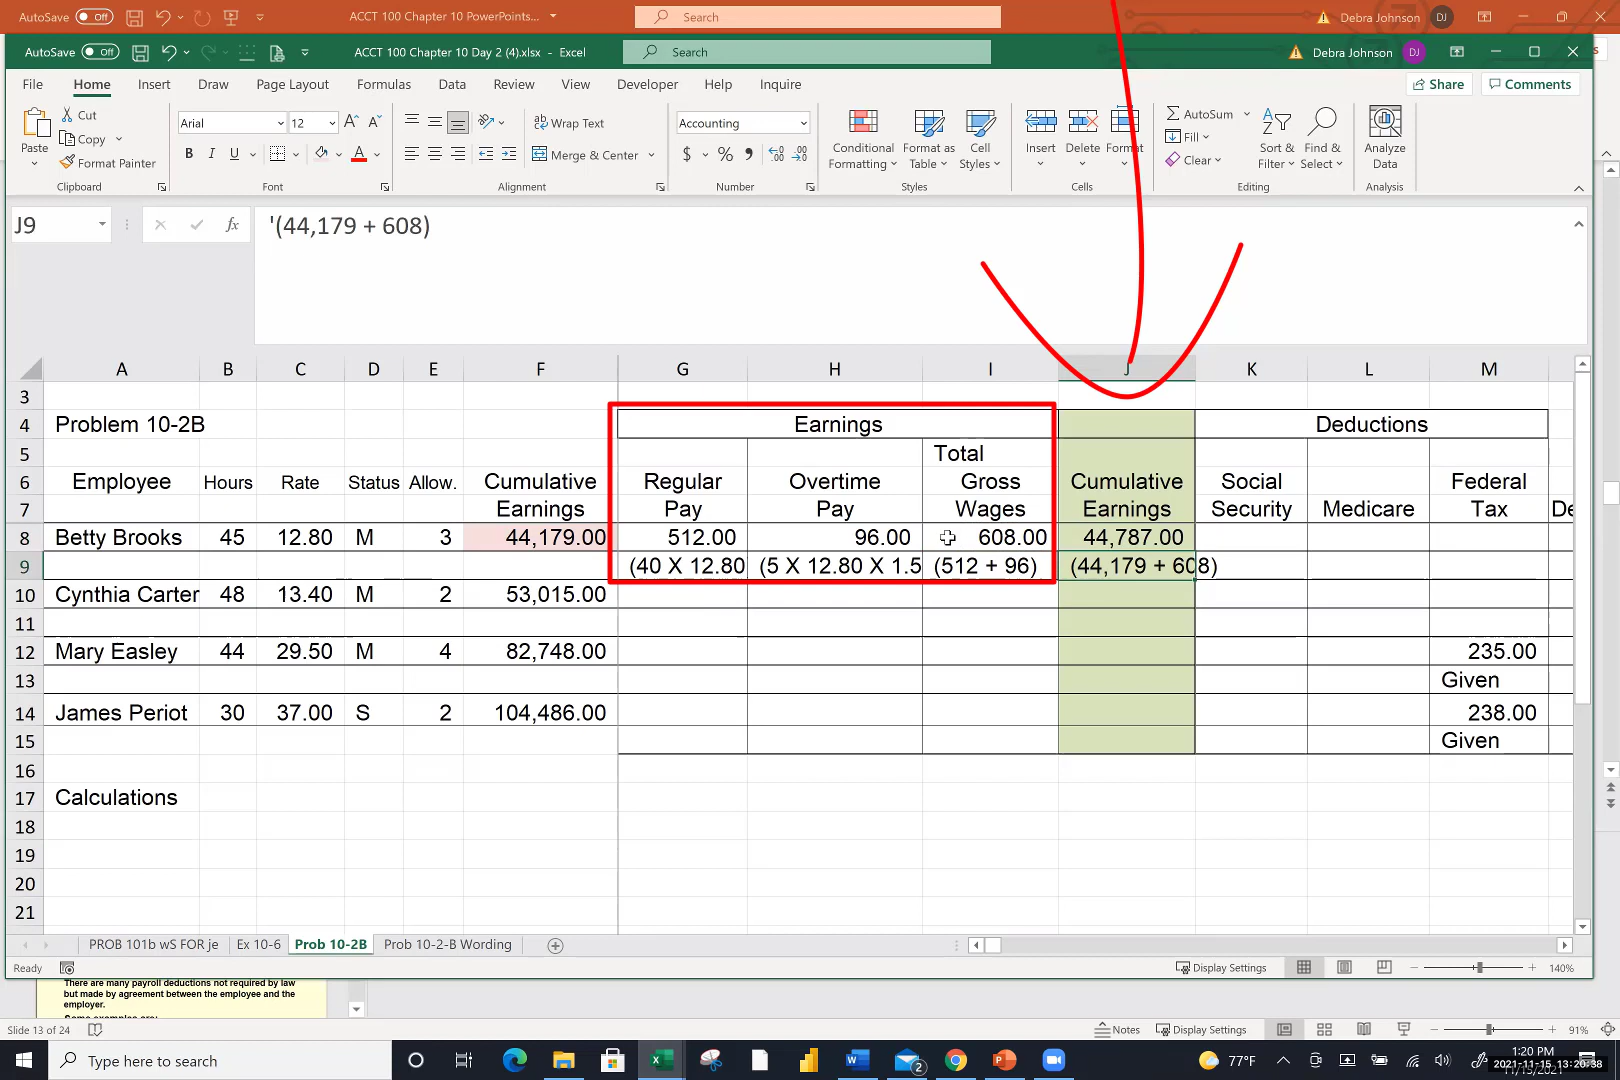 AutoSave Off ACCT 100 Chapter 10 PowerPoints... Search Debra Johnson DJ
AutoSave Off ACCT 100 Chapter 10 Day 2 (4).xlsx - Excel Search Debra Johnson DJ
File Home Insert Draw Page Layout Formulas Data Review View Developer Help Inquire Share Comments
Paste Cut Copy Format Painter Clipboard
Arial 12 B I U Font
Wrap Text Merge & Center Alignment
Accounting $ % Number
Conditional Formatting Format as Table Cell Styles Styles
Insert Delete Format Cells
AutoSum Fill Clear Sort & Filter Find & Select Editing
Analyze Data Analysis
J9 fx '(44,179 + 608)
A B C D E F G H I J K L M
3
4 Problem 10-2B Earnings Deductions
5 Total
6 Employee Hours Rate Status Allow. Cumulative Regular Overtime Gross Cumulative Social Federal
7 Earnings Pay Pay Wages Earnings Security Medicare Tax De
8 Betty Brooks 45 12.80 M 3 44,179.00 512.00 96.00 608.00 44,787.00
9 (40 X 12.80 (5 X 12.80 X 1.5 (512 + 96) (44,179 + 608)
10 Cynthia Carter 48 13.40 M 2 53,015.00
11
12 Mary Easley 44 29.50 M 4 82,748.00 235.00
13 Given
14 James Periot 30 37.00 S 2 104,486.00 238.00
15 Given
16
17 Calculations
18
19
20
21
PROB 101b wS FOR je Ex 10-6 Prob 10-2B Prob 10-2-B Wording
Ready Display Settings 140%
There are many payroll deductions not required by law
but made by agreement between the employee and the
employer.
Slide 13 of 24 Notes Display Settings 91%
Type here to search 2 77°F 1:20 PM
2021-11-15 13:20:38